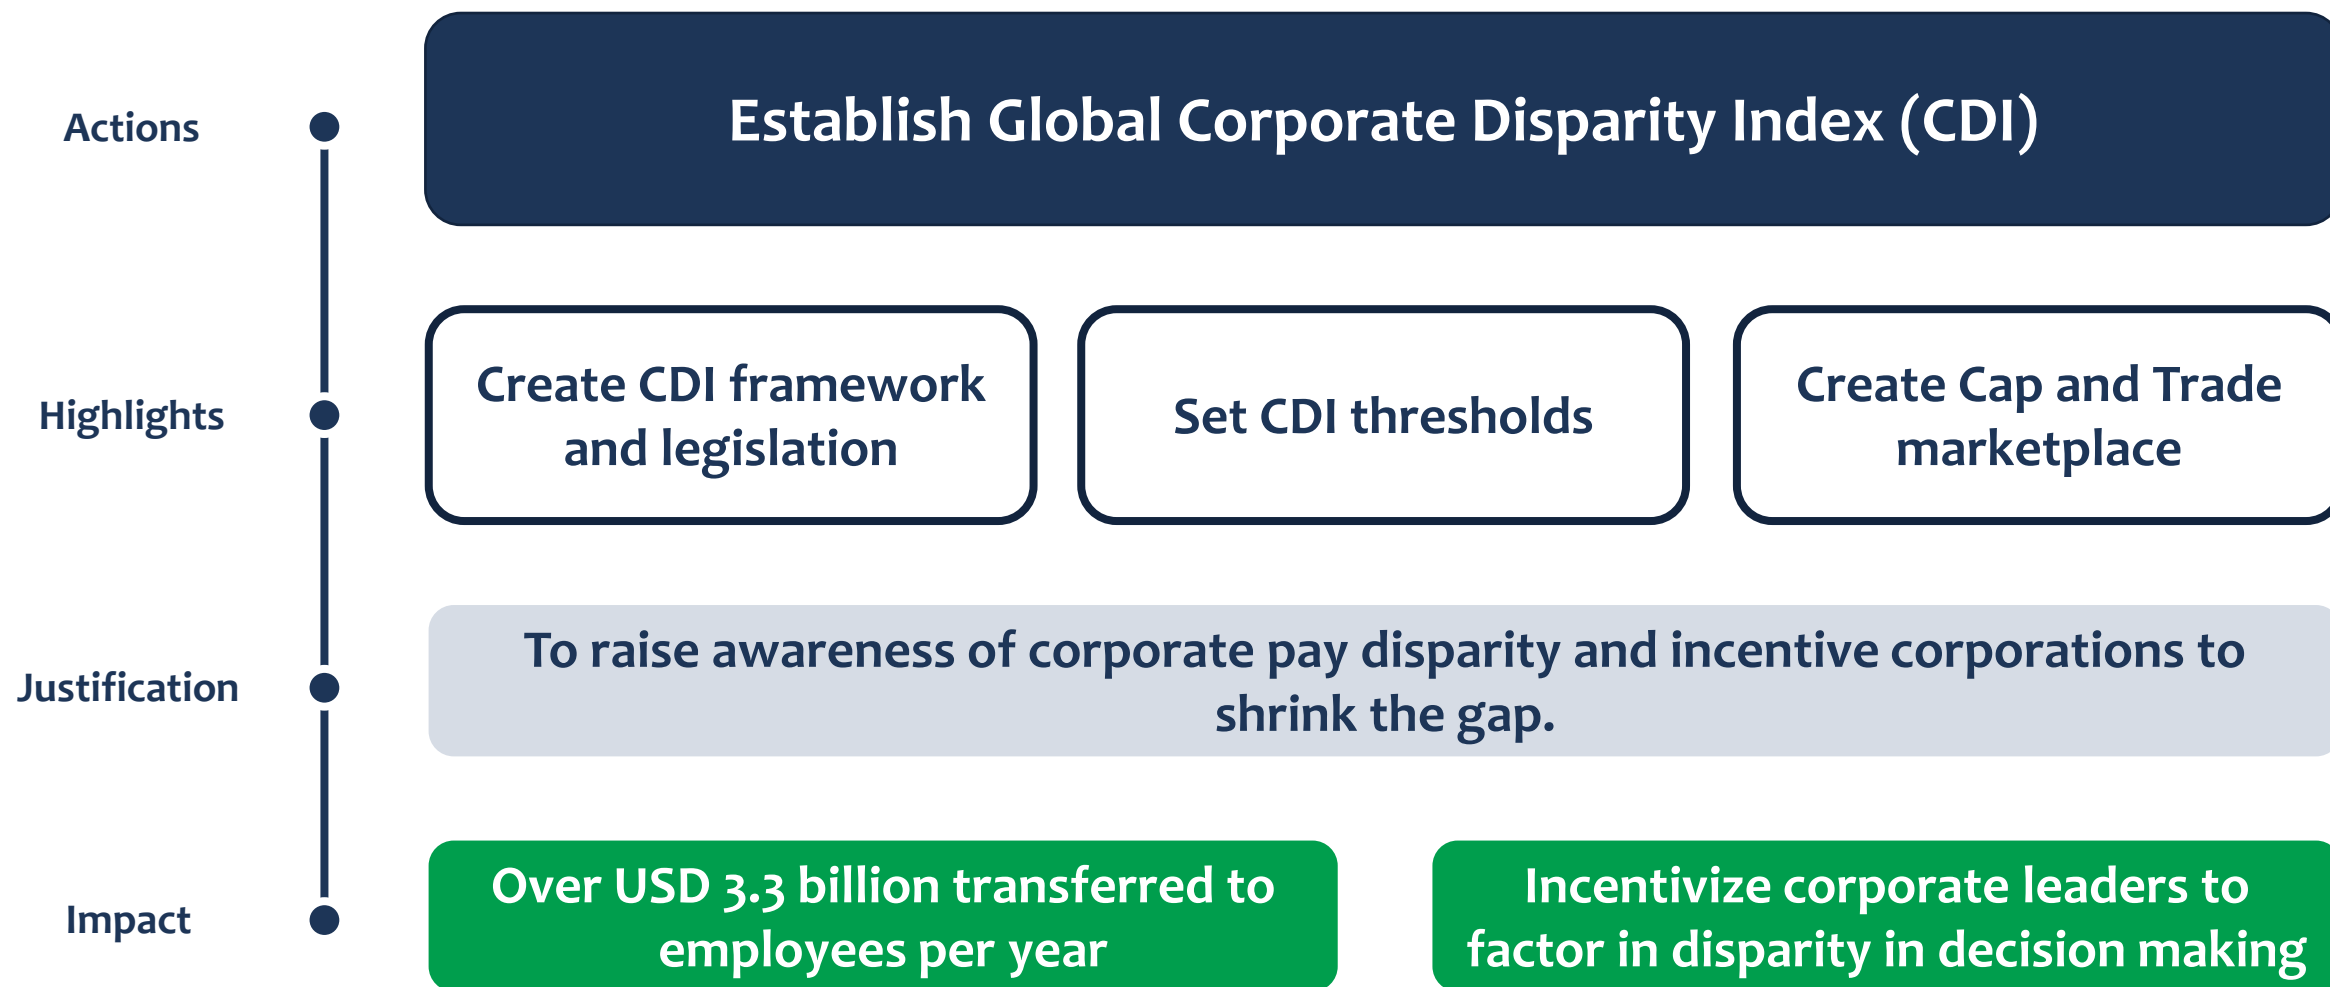 Actions
Establish Global Corporate Disparity Index (CDI)
Highlights
Create CDI framework
and legislation
Set CDI thresholds
Create Cap and Trade
marketplace
Justification
To raise awareness of corporate pay disparity and incentive corporations to
shrink the gap.
Impact
Over USD 3.3 billion transferred to
employees per year
Incentivize corporate leaders to
factor in disparity in decision making